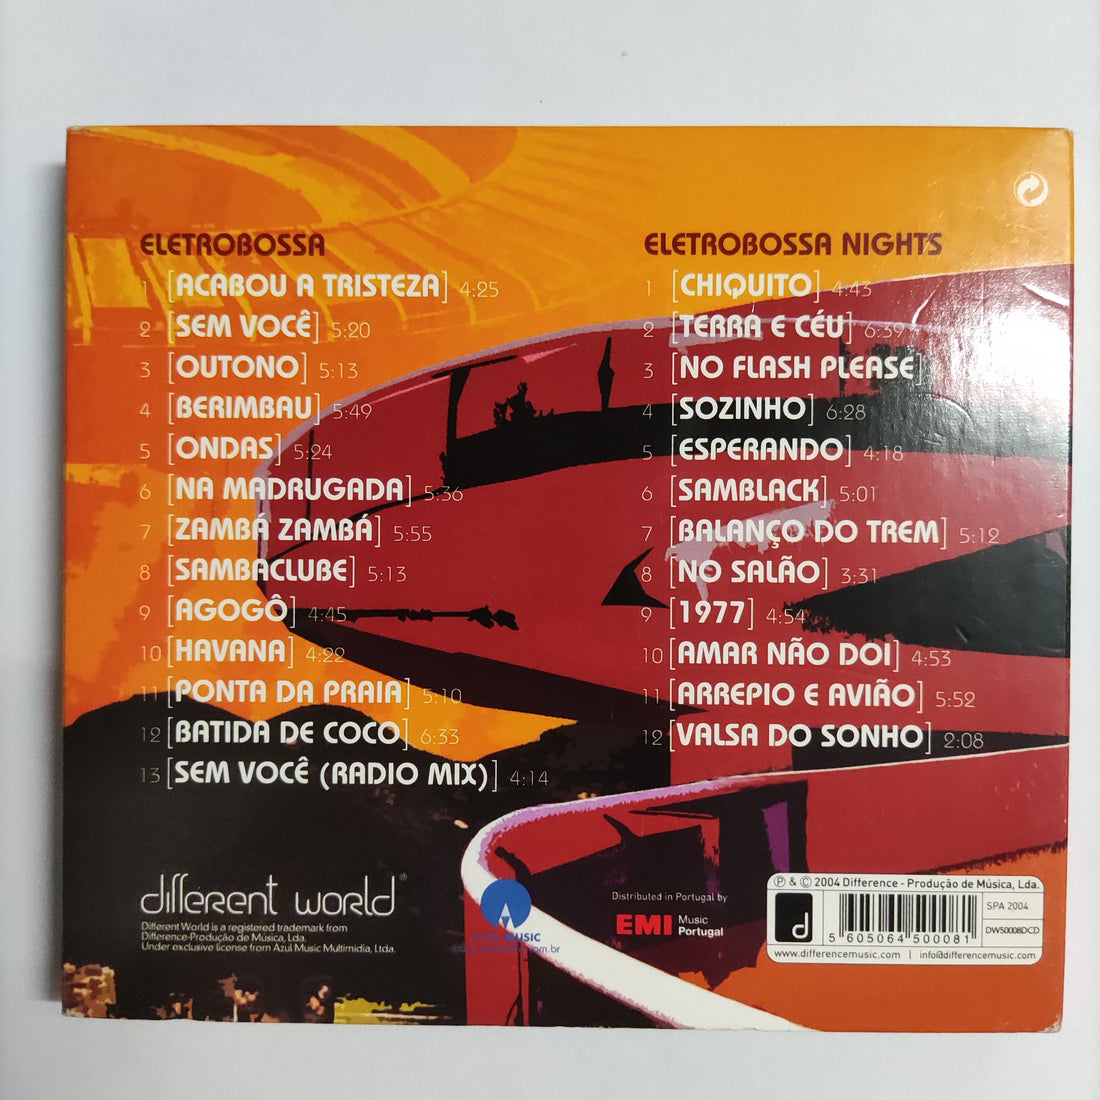 ELETROBOSSA
1 [ACABOU A TRISTEZA] 4:25
2 [SEM VOCÊ] 5:20
3 [OUTONO] 5:13
4 [BERIMBAU] 5:49
5 [ONDAS] 5:24
6 [NA MADRUGADA] 5:36
7 [ZAMBÁ ZAMBÁ] 5:55
8 [SAMBACLUBE] 5:13
9 [AGOGÔ] 4:45
10 [HAVANA] 4:22
11 [PONTA DA PRAIA] 5:10
12 [BATIDA DE COCO] 6:33
13 [SEM VOCÊ (RADIO MIX)] 4:14
ELETROBOSSA NIGHTS
1 [CHIQUITO] 4:43
2 [TERRA E CÉU] 6:39
3 [NO FLASH PLEASE]
4 [SOZINHO] 6:28
5 [ESPERANDO] 4:18
6 [SAMBLACK] 5:01
7 [BALANÇO DO TREM] 5:12
8 [NO SALÃO] 3:31
9 [1977] 4:54
10 [AMAR NÃO DOI] 4:53
11 [ARREPIO E AVIÃO] 5:52
12 [VALSA DO SONHO] 2:08
different world®
Different World is a registered trademark from
Difference-Produção de Música, Lda.
Under exclusive license from Azul Music Multimidia, Ltda.
MUSIC
Distributed in Portugal by
EMI Music
Portugal
℗ & © 2004 Difference - Produção de Música, Lda.
d
SPA 2004
DW50008DCD
5 605064 500081
www.differencemusic.com | info@differencemusic.com